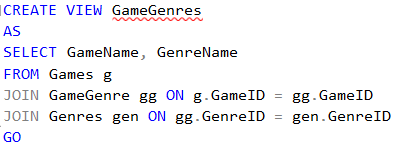 CREATE VIEW GameGenres
AS
SELECT GameName, GenreName
FROM Games g
JOIN GameGenre gg ON g.GameID = gg.GameID
JOIN Genres gen ON gg.GenreID = gen.GenreID
GO